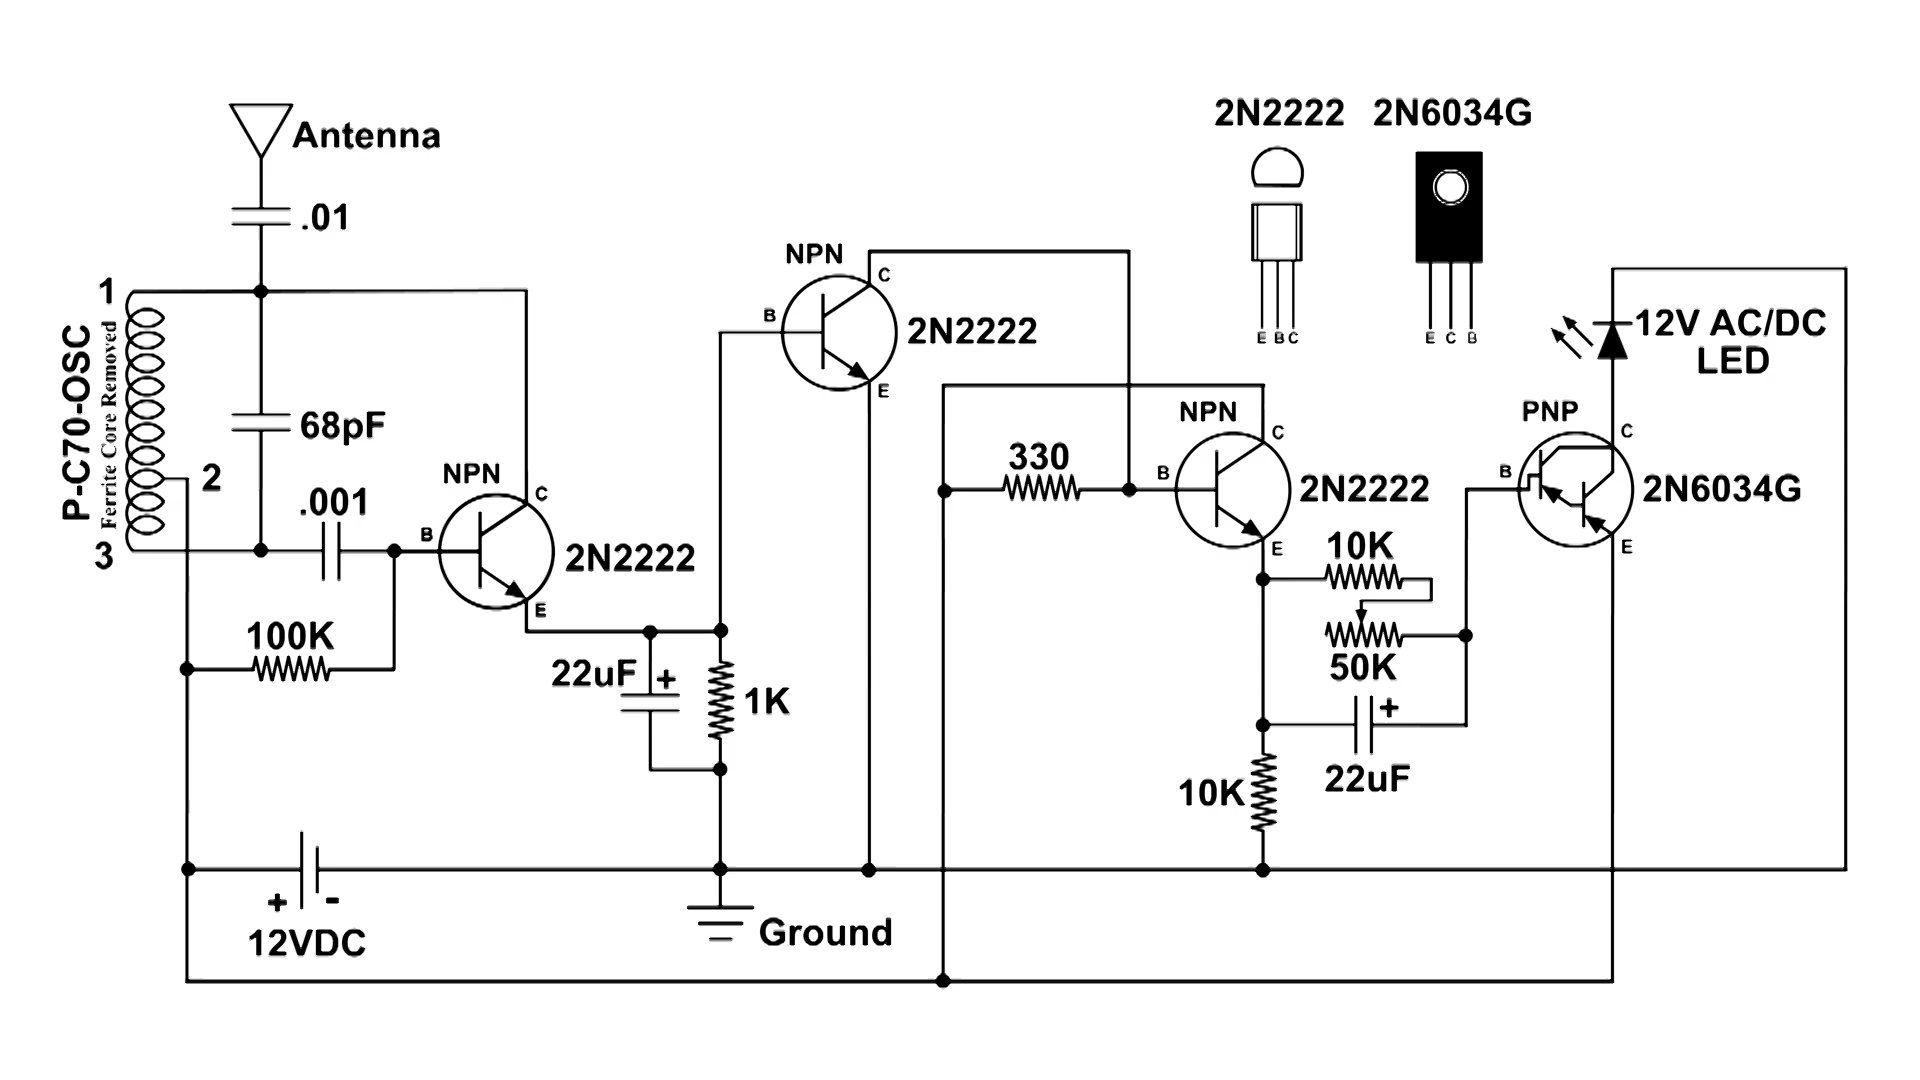 2N2222 2N6034G
Antenna
.01
NPN
C
B
2N2222
E
E B C
E C B
12V AC/DC
LED
1
P-C70-OSC
Ferrite Core Removed
68pF
2
3
.001
NPN
C
B
2N2222
E
NPN
C
330
B
2N2222
E
PNP
C
B
2N6034G
E
10K
50K
+
22uF
10K
100K
22uF
+
1K
+ -
12VDC
Ground